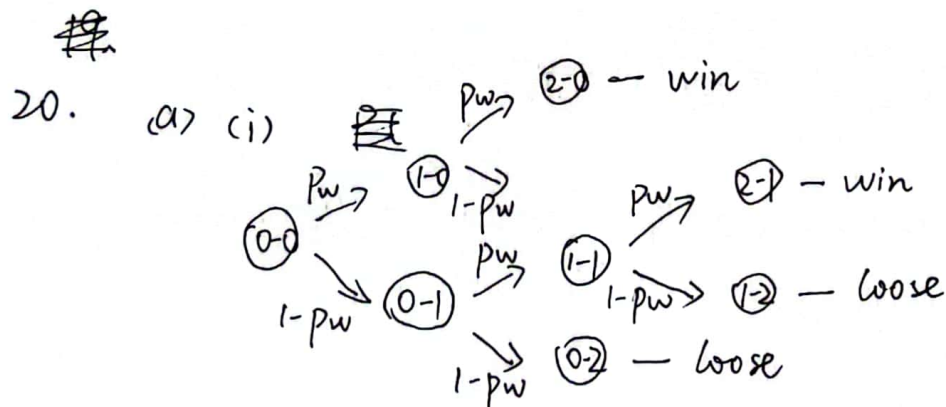 20. (a) (i)
Pw 2-0 — win
Pw 1-0 1-pw
0-0
Pw 2-1 — win
Pw 1-1
1-pw 0-1 1-pw 1-2 — loose
1-pw 0-2 — loose